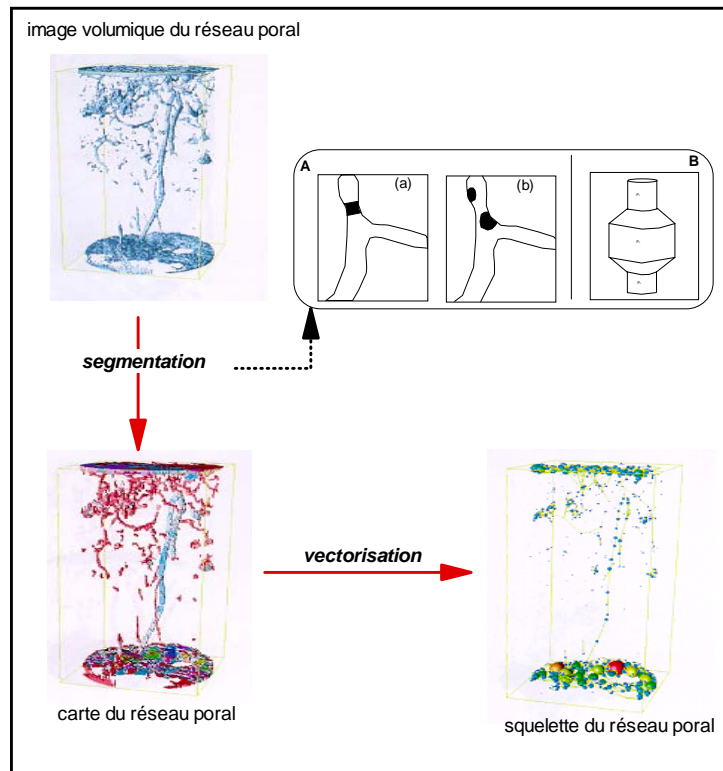 image volumique du réseau poral
A
(a)
(b)
B
segmentation
vectorisation
carte du réseau poral
squelette du réseau poral